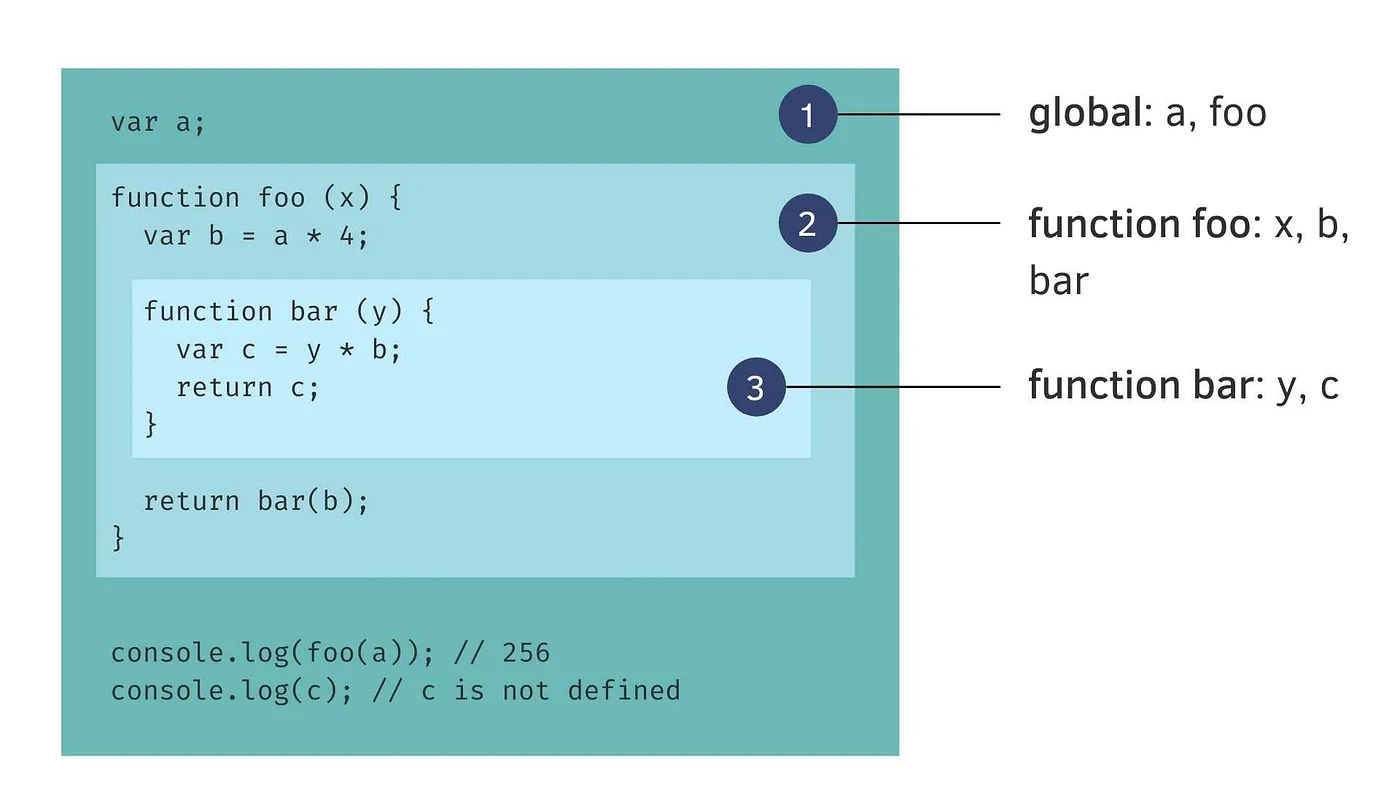 var a;
1
global: a, foo
function foo (x) {
var b = a * 4;
2
function foo: x, b,
bar
function bar (y) {
var c = y * b;
return c;
}
3
function bar: y, c
return bar(b);
}
console.log(foo(a)); // 256
console.log(c); // c is not defined